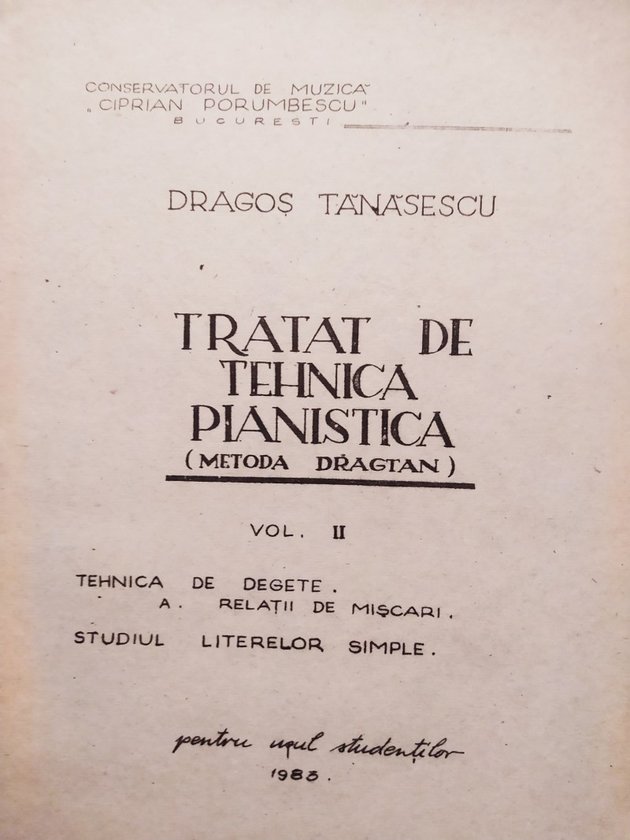 CONSERVATORUL DE MUZICĂ
„CIPRIAN PORUMBESCU"
BUCUREȘTI
DRAGOȘ TĂNĂSESCU
TRATAT DE
TEHNICA
PIANISTICA
(METODA DRAGTAN)
VOL. II
TEHNICA DE DEGETE.
A. RELAȚII DE MIȘCARI.
STUDIUL LITERELOR SIMPLE.
pentru uzul studenților
1983.